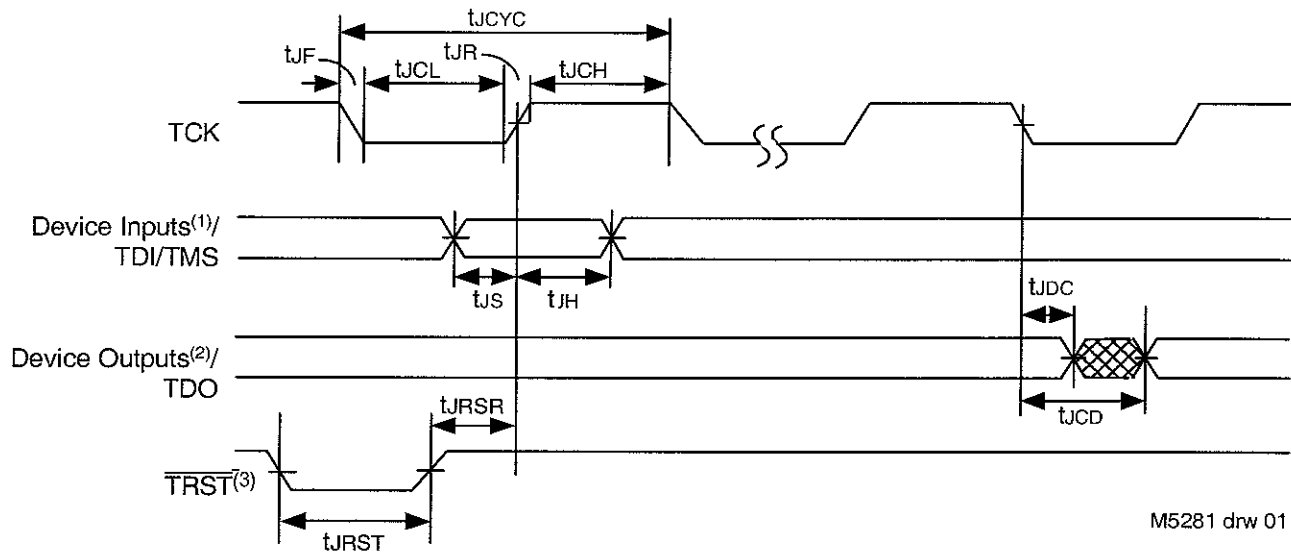 tJCYC
tJF
tJCL
tJR
tJCH
TCK
Device Inputs(1)/
TDI/TMS
tJS
tJH
tJDC
Device Outputs(2)/
TDO
tJRSR
tJCD
TRST(3)
tJRST
M5281 drw 01